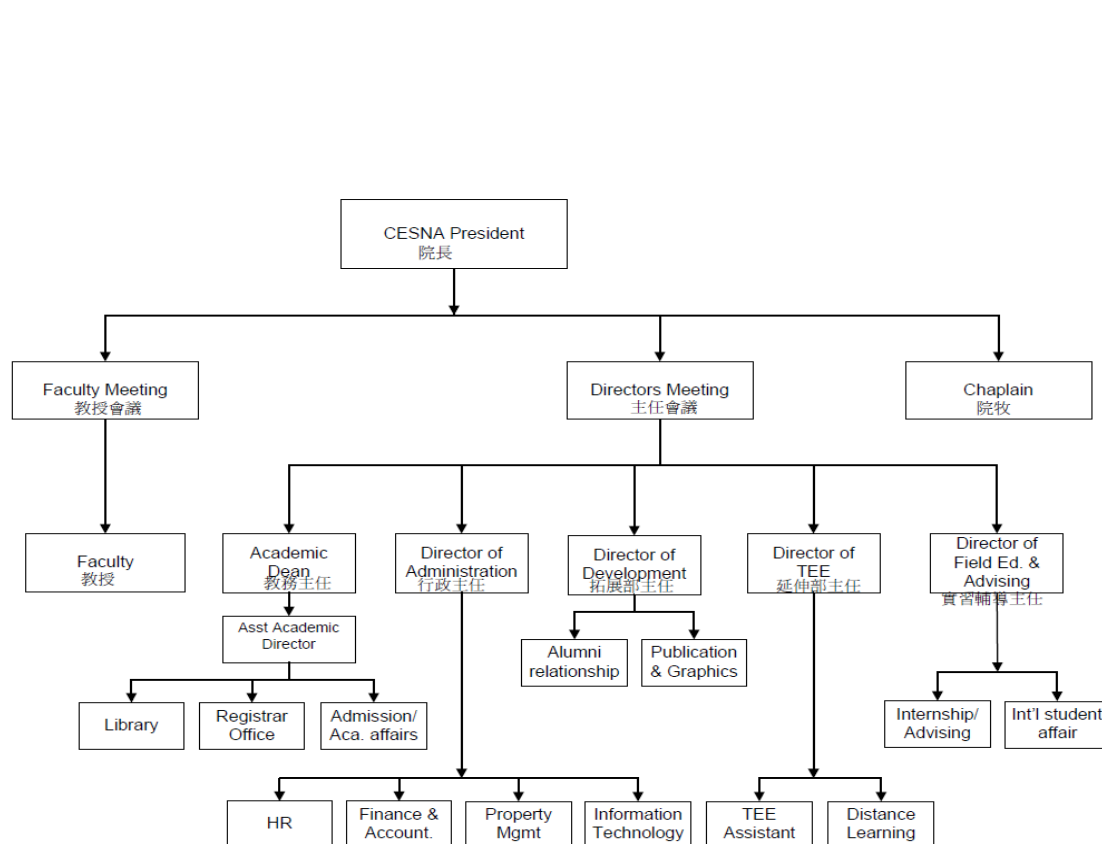 CESNA President
院長
Faculty Meeting
教授會議
Directors Meeting
主任會議
Chaplain
院牧
Faculty
教授
Academic
Dean
教務主任
Director of
Administration
行政主任
Director of
Development
拓展部主任
Director of
TEE
延伸部主任
Director of
Field Ed. &
Advising
實習輔導主任
Asst Academic
Director
Alumni
relationship
Publication
& Graphics
Library
Registrar
Office
Admission/
Aca. affairs
Internship/
Advising
Int'l student
affair
HR
Finance &
Account.
Property
Mgmt
Information
Technology
TEE
Assistant
Distance
Learning